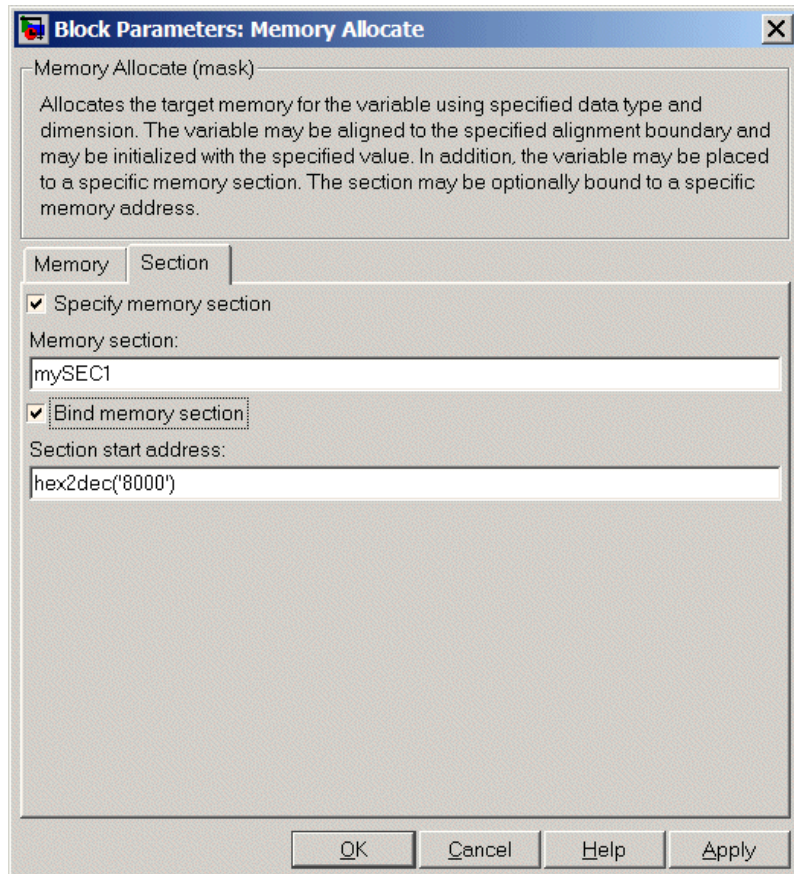 Block Parameters: Memory Allocate
Memory Allocate (mask)
Allocates the target memory for the variable using specified data type and
dimension. The variable may be aligned to the specified alignment boundary and
may be initialized with the specified value. In addition, the variable may be placed
to a specific memory section. The section may be optionally bound to a specific
memory address.
Memory Section
Specify memory section
Memory section:
mySEC1
Bind memory section
Section start address:
hex2dec('8000')
OK Cancel Help Apply